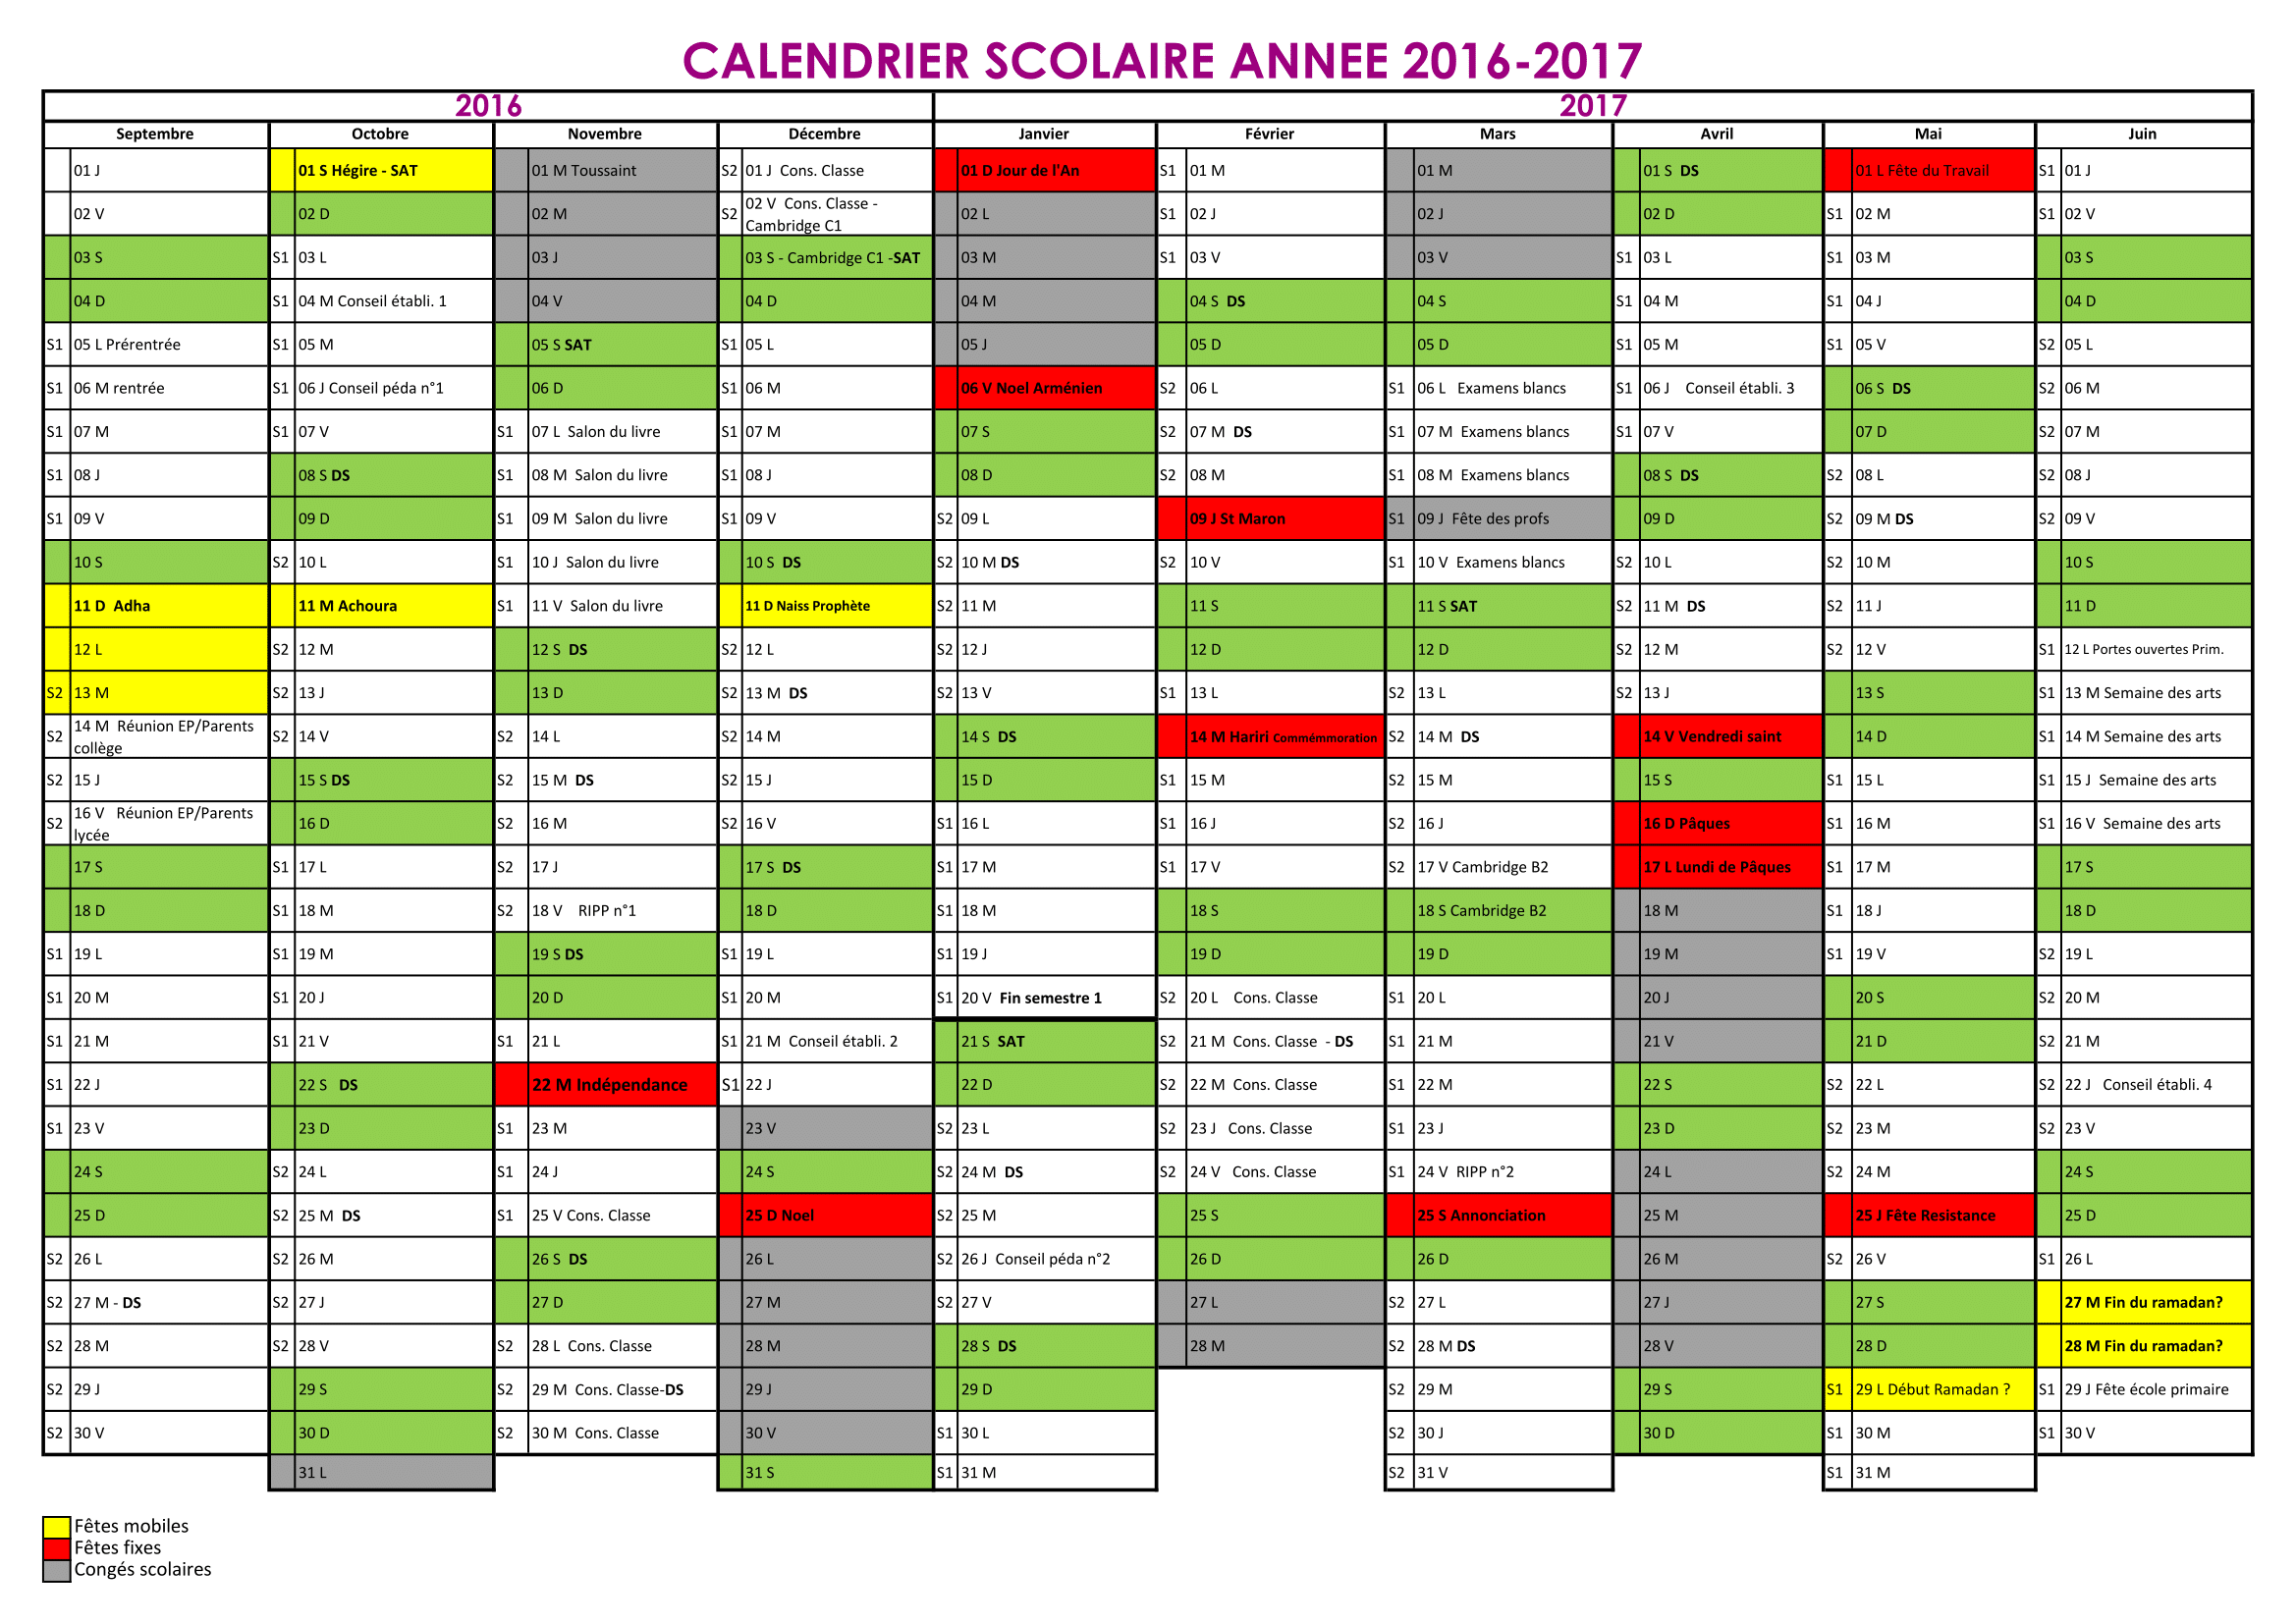 CALENDRIER SCOLAIRE ANNEE 2016-2017
2016 2017
Septembre Octobre Novembre Décembre Janvier Février Mars Avril Mai Juin
01 J 01 S Hégire - SAT 01 M Toussaint S2 01 J Cons. Classe 01 D Jour de l'An S1 01 M 01 M 01 S DS 01 L Fête du Travail S1 01 J
02 V 02 D 02 M S2 02 V Cons. Classe - Cambridge C1 02 L S1 02 J 02 J 02 D S1 02 M S1 02 V
03 S S1 03 L 03 J 03 S - Cambridge C1 -SAT 03 M S1 03 V 03 V S1 03 L S1 03 M 03 S
04 D S1 04 M Conseil établi. 1 04 V 04 D 04 M 04 S DS 04 S S1 04 M S1 04 J 04 D
S1 05 L Prérentrée S1 05 M 05 S SAT S1 05 L 05 J 05 D 05 D S1 05 M S1 05 V S2 05 L
S1 06 M rentrée S1 06 J Conseil péda n°1 06 D S1 06 M 06 V Noel Arménien S2 06 L S1 06 L Examens blancs S1 06 J Conseil établi. 3 06 S DS S2 06 M
S1 07 M S1 07 V S1 07 L Salon du livre S1 07 M 07 S S2 07 M DS S1 07 M Examens blancs S1 07 V 07 D S2 07 M
S1 08 J 08 S DS S1 08 M Salon du livre S1 08 J 08 D S2 08 M S1 08 M Examens blancs 08 S DS S2 08 L S2 08 J
S1 09 V 09 D S1 09 M Salon du livre S1 09 V S2 09 L 09 J St Maron S1 09 J Fête des profs 09 D S2 09 M DS S2 09 V
10 S S2 10 L S1 10 J Salon du livre 10 S DS S2 10 M DS S2 10 V S1 10 V Examens blancs S2 10 L S2 10 M 10 S
11 D Adha 11 M Achoura S1 11 V Salon du livre 11 D Naiss Prophète S2 11 M 11 S 11 S SAT S2 11 M DS S2 11 J 11 D
12 L S2 12 M 12 S DS S2 12 L S2 12 J 12 D 12 D S2 12 M S2 12 V S1 12 L Portes ouvertes Prim.
S2 13 M S2 13 J 13 D S2 13 M DS S2 13 V S1 13 L S2 13 L S2 13 J 13 S S1 13 M Semaine des arts
S2 14 M Réunion EP/Parents collège S2 14 V S2 14 L S2 14 M 14 S DS 14 M Hariri Commémmoration S2 14 M DS 14 V Vendredi saint 14 D S1 14 M Semaine des arts
S2 15 J 15 S DS S2 15 M DS S2 15 J 15 D S1 15 M S2 15 M 15 S S1 15 L S1 15 J Semaine des arts
S2 16 V Réunion EP/Parents lycée 16 D S2 16 M S2 16 V S1 16 L S1 16 J S2 16 J 16 D Pâques S1 16 M S1 16 V Semaine des arts
17 S S1 17 L S2 17 J 17 S DS S1 17 M S1 17 V S2 17 V Cambridge B2 17 L Lundi de Pâques S1 17 M 17 S
18 D S1 18 M S2 18 V RIPP n°1 18 D S1 18 M 18 S 18 S Cambridge B2 18 M S1 18 J 18 D
S1 19 L S1 19 M 19 S DS S1 19 L S1 19 J 19 D 19 D 19 M S1 19 V S2 19 L
S1 20 M S1 20 J 20 D S1 20 M S1 20 V Fin semestre 1 S2 20 L Cons. Classe S1 20 L 20 J 20 S S2 20 M
S1 21 M S1 21 V S1 21 L S1 21 M Conseil établi. 2 21 S SAT S2 21 M Cons. Classe - DS S1 21 M 21 V 21 D S2 21 M
S1 22 J 22 S DS 22 M Indépendance S1 22 J 22 D S2 22 M Cons. Classe S1 22 M 22 S S2 22 L S2 22 J Conseil établi. 4
S1 23 V 23 D S1 23 M 23 V S2 23 L S2 23 J Cons. Classe S1 23 J 23 D S2 23 M S2 23 V
24 S S2 24 L S1 24 J 24 S S2 24 M DS S2 24 V Cons. Classe S1 24 V RIPP n°2 24 L S2 24 M 24 S
25 D S2 25 M DS S1 25 V Cons. Classe 25 D Noel S2 25 M 25 S 25 S Annonciation 25 M 25 J Fête Resistance 25 D
S2 26 L S2 26 M 26 S DS 26 L S2 26 J Conseil péda n°2 26 D 26 D 26 M S2 26 V S1 26 L
S2 27 M - DS S2 27 J 27 D 27 M S2 27 V 27 L S2 27 L 27 J 27 S 27 M Fin du ramadan?
S2 28 M S2 28 V S2 28 L Cons. Classe 28 M 28 S DS 28 M S2 28 M DS 28 V 28 D 28 M Fin du ramadan?
S2 29 J 29 S S2 29 M Cons. Classe-DS 29 J 29 D S2 29 M 29 S S1 29 L Début Ramadan ? S1 29 J Fête école primaire
S2 30 V 30 D S2 30 M Cons. Classe 30 V S1 30 L S2 30 J 30 D S1 30 M S1 30 V
31 L 31 S S1 31 M S2 31 V S1 31 M
Fêtes mobiles
Fêtes fixes
Congés scolaires